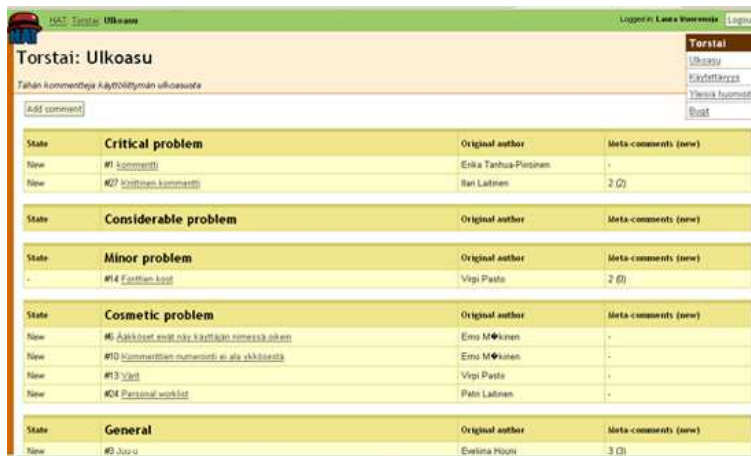 HAT: Torstai: Ulkoasu
Logged in: Laura Vuorenoja
HAT
Torstai: Ulkoasu
Tähän kommentteja käyttöliittymän ulkoasusta
Torstai
Ulkoasu
Käytettävyys
Yleisiä huomioit
Bugit
Add comment
State Critical problem Original author Meta-comments (new)
New #1 kommentti Erika Tanhua-Piiroinen -
New #27 Kriittinen kommentti Ilari Laitinen 2 (2)
State Considerable problem Original author Meta-comments (new)
State Minor problem Original author Meta-comments (new)
- #14 Fonttien koot Virpi Pasto 2 (0)
State Cosmetic problem Original author Meta-comments (new)
New #6 Ääkköset eivät näy käyttäjän nimessä oikein Erno M�kinen -
New #10 Kommenttien numerointi ei ala ykkösestä Erno M�kinen -
New #13 Värit Virpi Pasto -
New #24 Personal worklist Petri Laitinen -
State General Original author Meta-comments (new)
New #3 Juu-u Eveliina Houni 3 (3)